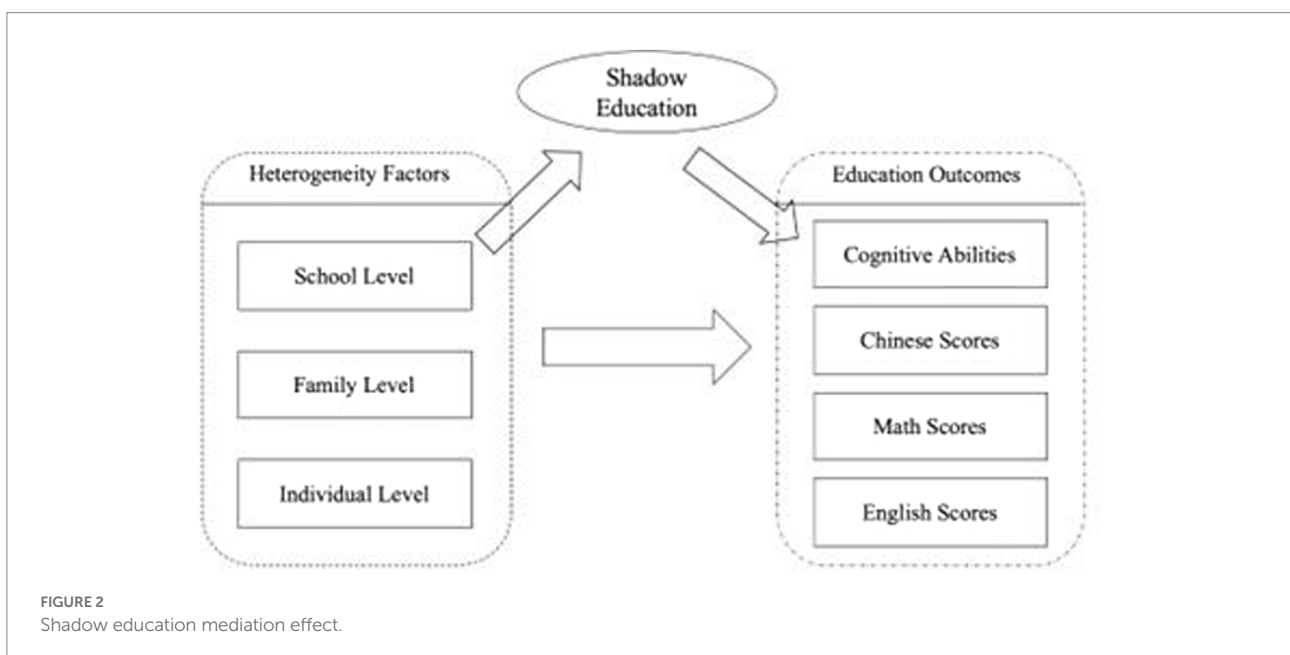 Shadow
Education
Heterogeneity Factors
School Level
Family Level
Individual Level
Education Outcomes
Cognitive Abilities
Chinese Scores
Math Scores
English Scores
FIGURE 2
Shadow education mediation effect.